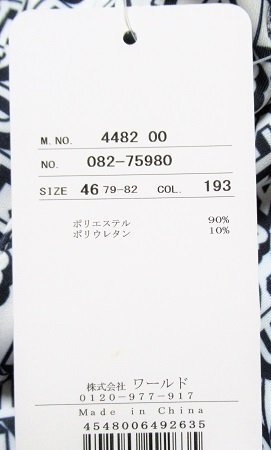 M. NO. 4482 00
NO. 082-75980
SIZE 46 79-82 COL. 193
ポリエステル 90%
ポリウレタン 10%
株式会社 ワールド
0120-977-917
Made in China
4548006492635